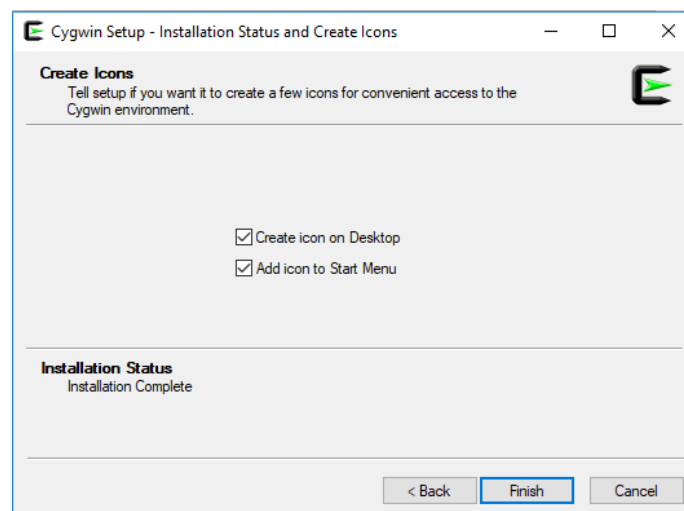 Cygwin Setup - Installation Status and Create Icons
Create Icons
Tell setup if you want it to create a few icons for convenient access to the
Cygwin environment.
Create icon on Desktop
Add icon to Start Menu
Installation Status
Installation Complete
< Back Finish Cancel